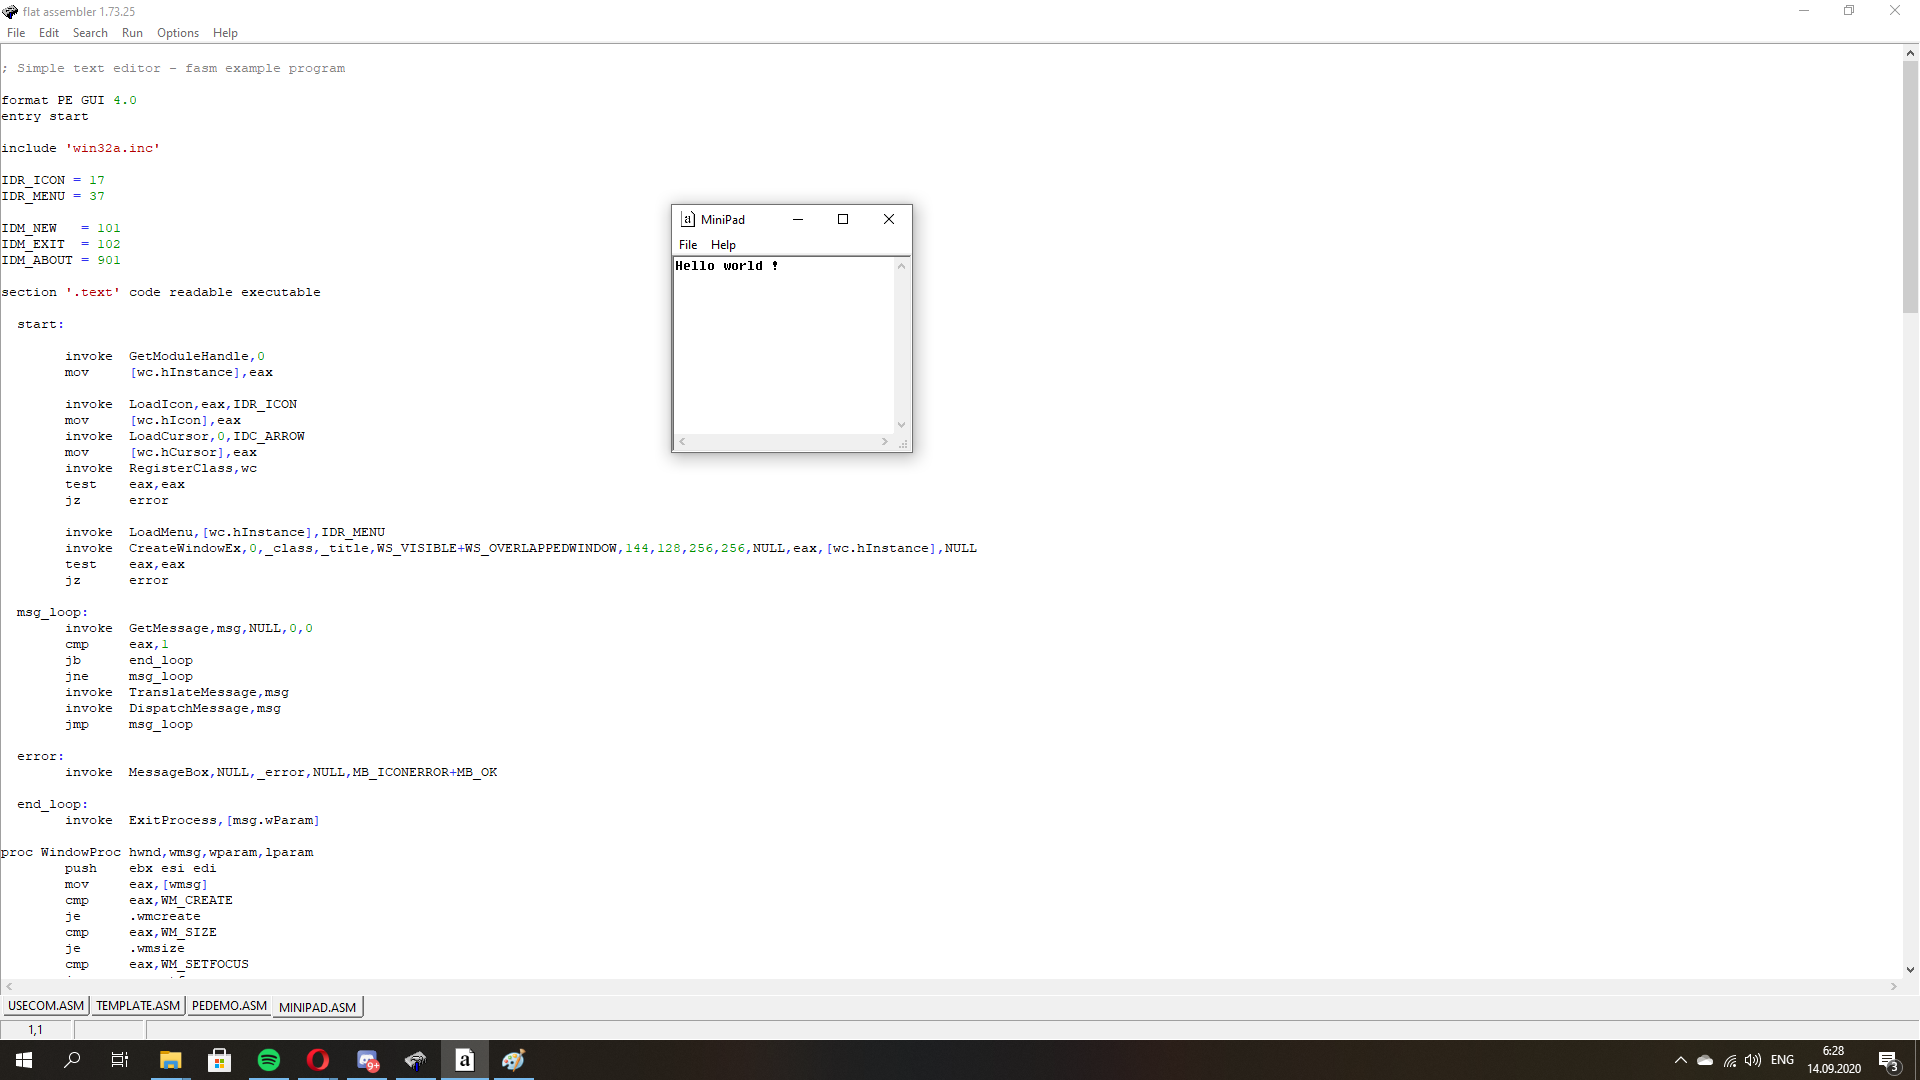 flat assembler 1.73.25
File Edit Search Run Options Help
; Simple text editor - fasm example program
format PE GUI 4.0
entry start
include 'win32a.inc'
IDR_ICON = 17
IDR_MENU = 37
IDM_NEW   = 101
IDM_EXIT  = 102
IDM_ABOUT = 901
section '.text' code readable executable
  start:
        invoke  GetModuleHandle,0
        mov     [wc.hInstance],eax
        invoke  LoadIcon,eax,IDR_ICON
        mov     [wc.hIcon],eax
        invoke  LoadCursor,0,IDC_ARROW
        mov     [wc.hCursor],eax
        invoke  RegisterClass,wc
        test    eax,eax
        jz      error
        invoke  LoadMenu,[wc.hInstance],IDR_MENU
        invoke  CreateWindowEx,0,_class,_title,WS_VISIBLE+WS_OVERLAPPEDWINDOW,144,128,256,256,NULL,eax,[wc.hInstance],NULL
        test    eax,eax
        jz      error
  msg_loop:
        invoke  GetMessage,msg,NULL,0,0
        cmp     eax,1
        jb      end_loop
        jne     msg_loop
        invoke  TranslateMessage,msg
        invoke  DispatchMessage,msg
        jmp     msg_loop
  error:
        invoke  MessageBox,NULL,_error,NULL,MB_ICONERROR+MB_OK
  end_loop:
        invoke  ExitProcess,[msg.wParam]
proc WindowProc hwnd,wmsg,wparam,lparam
        push    ebx esi edi
        mov     eax,[wmsg]
        cmp     eax,WM_CREATE
        je      .wmcreate
        cmp     eax,WM_SIZE
        je      .wmsize
        cmp     eax,WM_SETFOCUS
a MiniPad
File Help
Hello world !
USECOM.ASM TEMPLATE.ASM PEDEMO.ASM MINIPAD.ASM
1,1
9+
a
ENG
6:28
14.09.2020
3